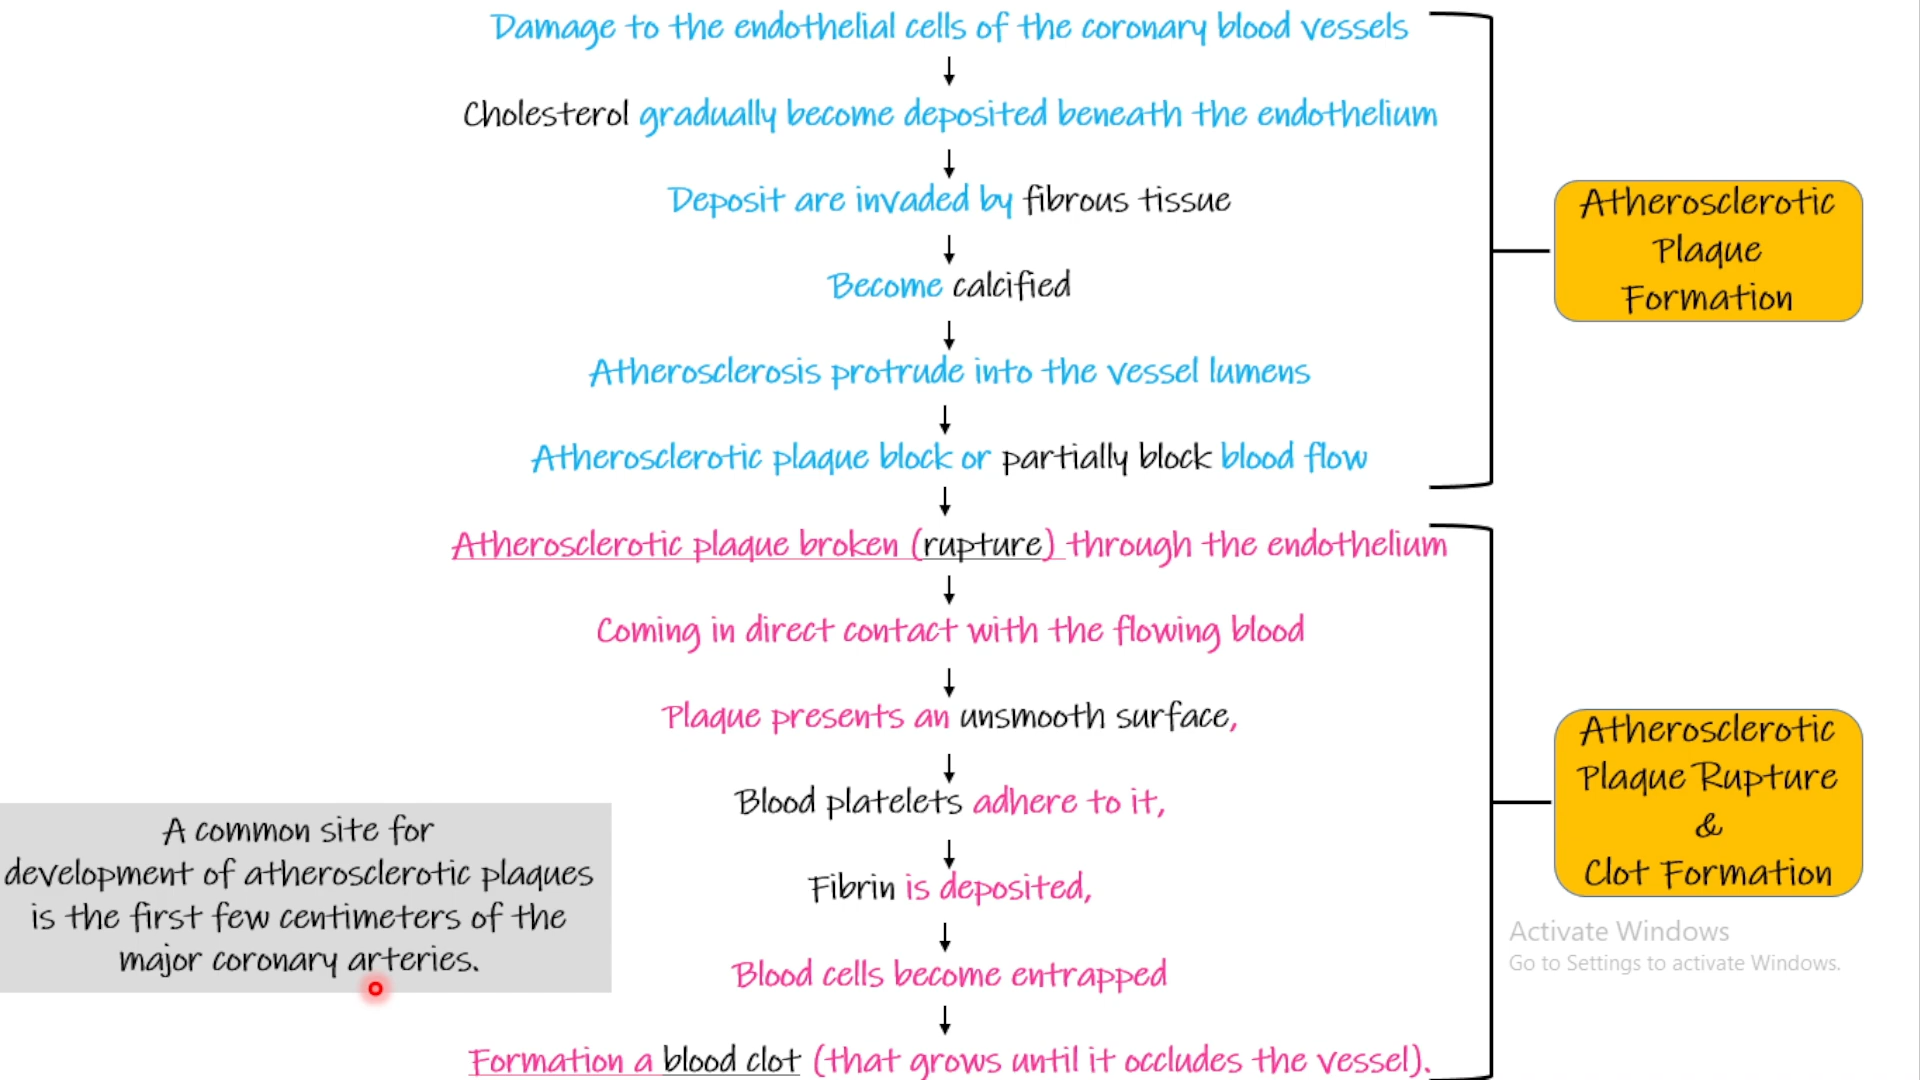 Damage to the endothelial cells of the coronary blood vessels
Cholesterol gradually become deposited beneath the endothelium
Deposit are invaded by fibrous tissue
Become calcified
Atherosclerosis protrude into the vessel lumens
Atherosclerotic plaque block or partially block blood flow
Atherosclerotic
Plaque
Formation
Atherosclerotic plaque broken (rupture) through the endothelium
Coming in direct contact with the flowing blood
Plaque presents an unsmooth surface,
Blood platelets adhere to it,
Fibrin is deposited,
Blood cells become entrapped
Formation a blood clot (that grows until it occludes the vessel).
Atherosclerotic
Plaque Rupture
&
Clot Formation
A common site for
development of atherosclerotic plaques
is the first few centimeters of the
major coronary arteries.
Activate Windows
Go to Settings to activate Windows.